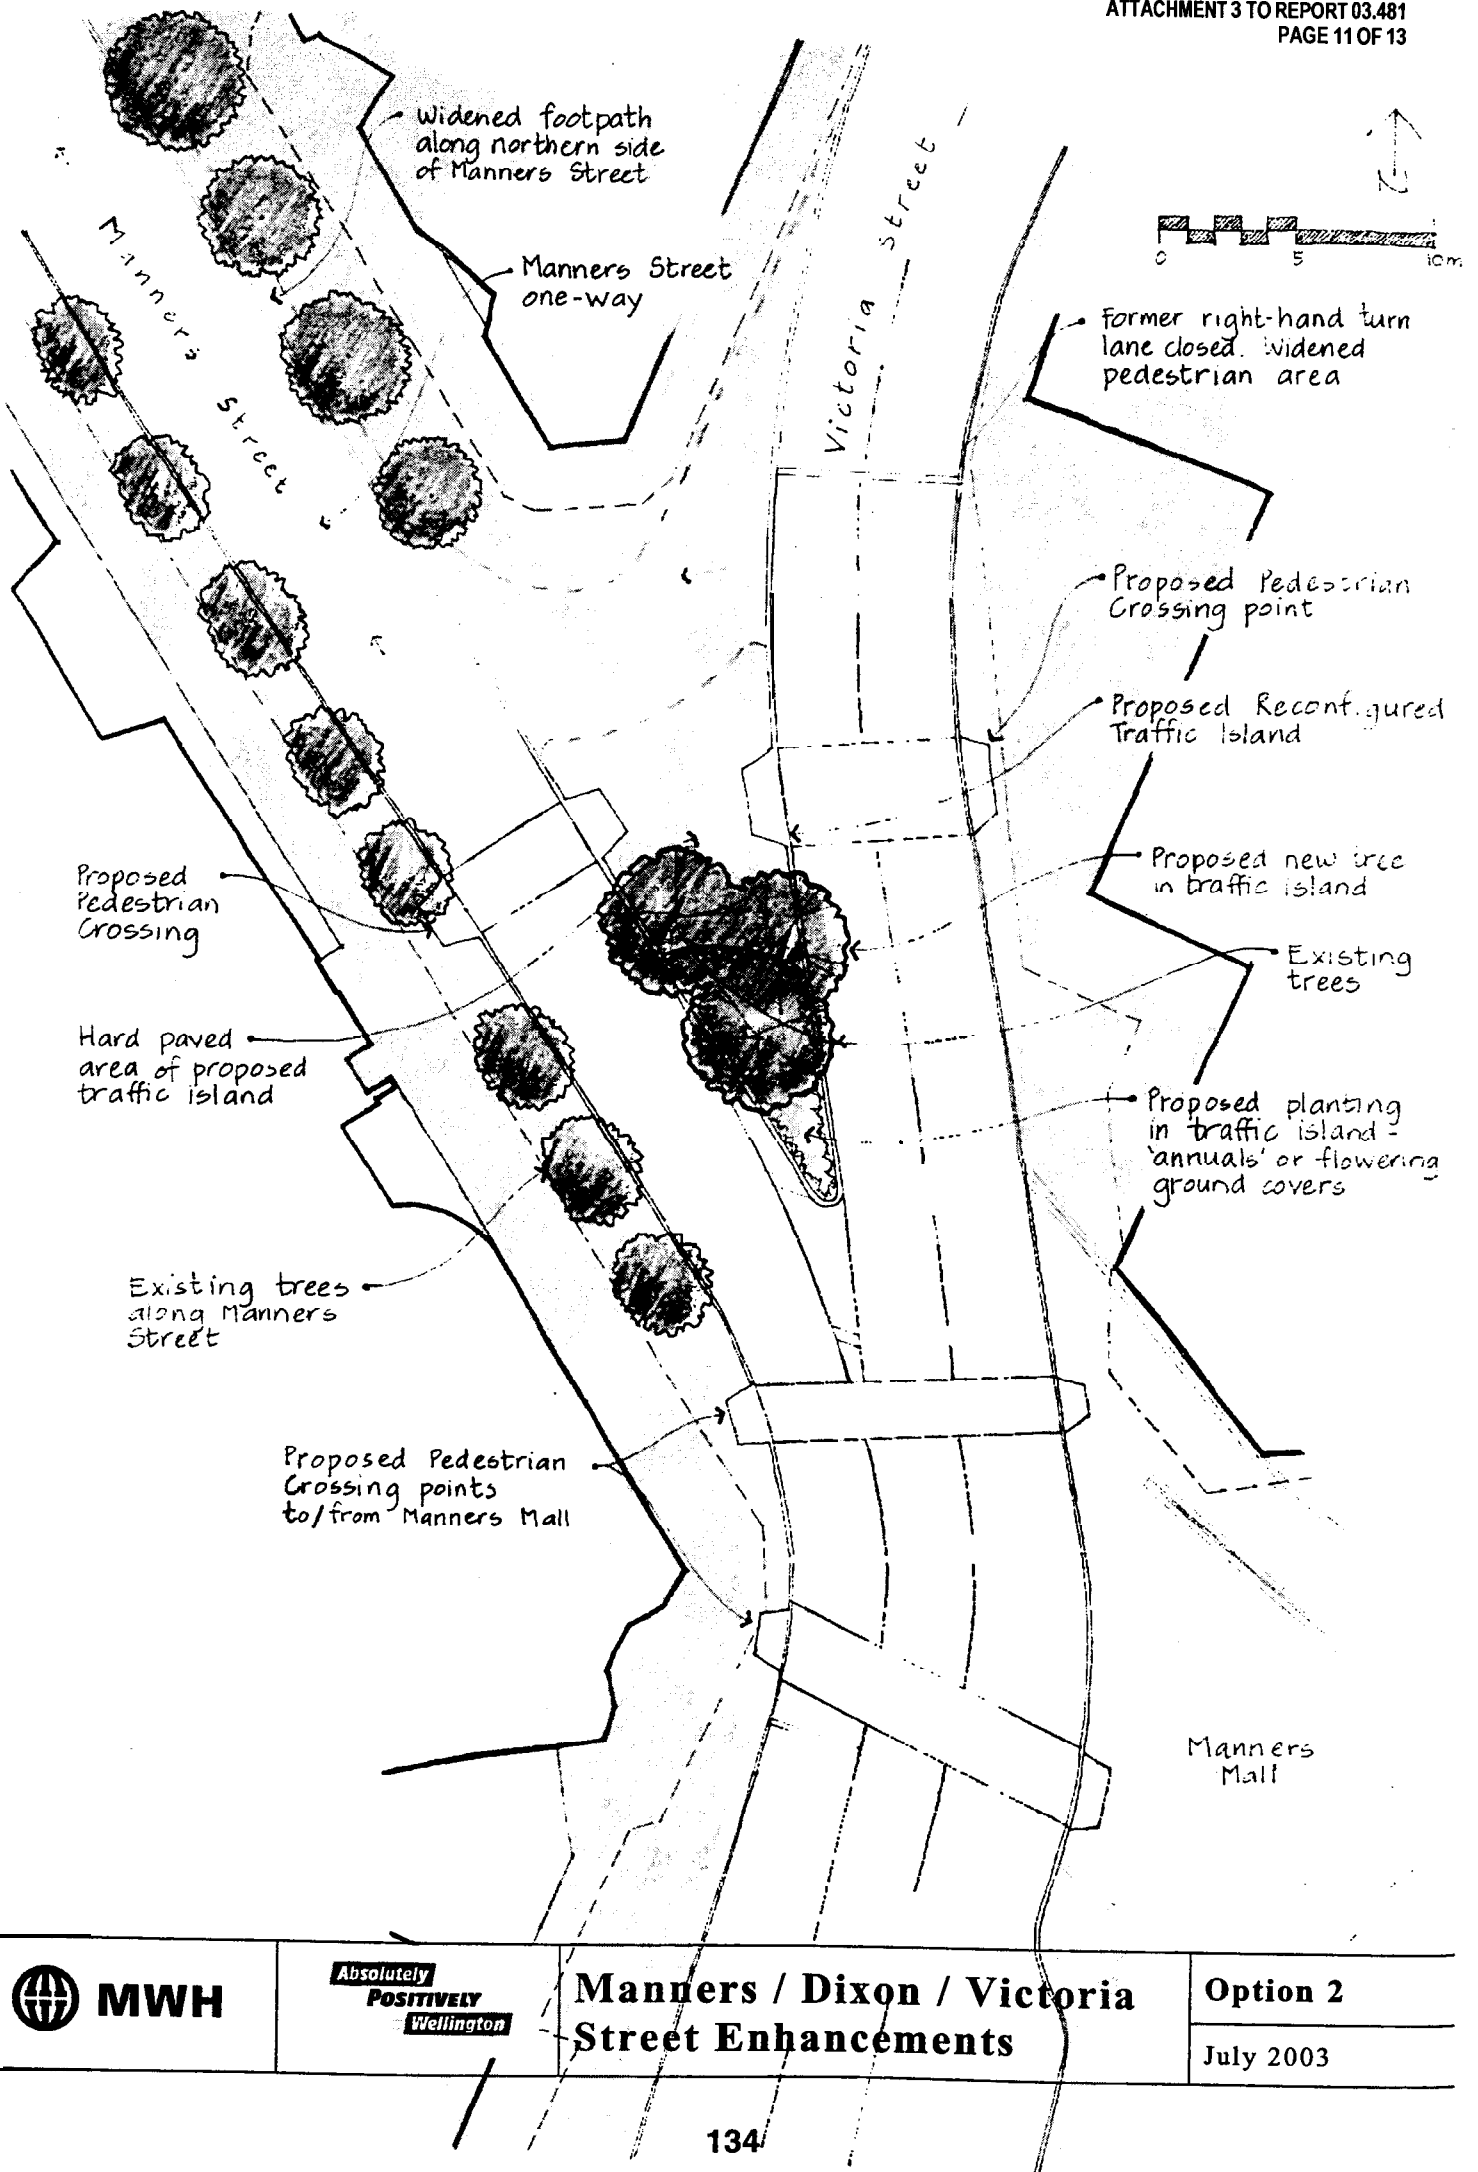 ATTACHMENT 3 TO REPORT 03.481
PAGE 11 OF 13
Widened footpath
along northern side
of Manners Street
Manners Street
one-way
Manners Street
Victoria Street
N
0 5 10m
Former right-hand turn
lane closed. Widened
pedestrian area
Proposed Pedestrian
Crossing point
Proposed Reconfigured
Traffic Island
Proposed new tree
in traffic island
Existing
trees
Proposed planting
in traffic island -
'annuals' or flowering
ground covers
Proposed
Pedestrian
Crossing
Hard paved
area of proposed
traffic island
Existing trees
along Manners
Street
Proposed Pedestrian
Crossing points
to/from Manners Mall
Manners
Mall
MWH
Absolutely
POSITIVELY
Wellington
Manners / Dixon / Victoria
Street Enhancements
Option 2
July 2003
134